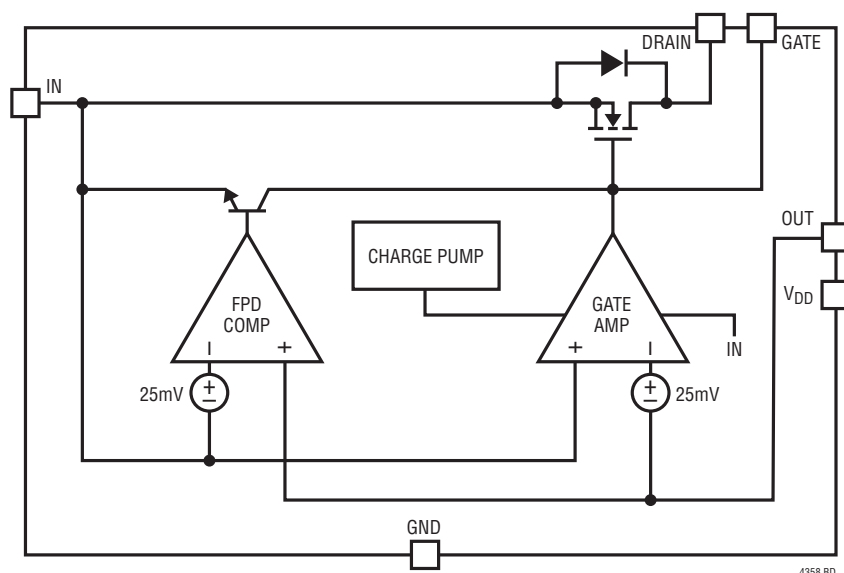 DRAIN
GATE
IN
OUT
CHARGE PUMP
VDD
FPD
COMP
GATE
AMP
IN
– +
+ –
25mV
+
–
+
–
25mV
GND
4358 BD